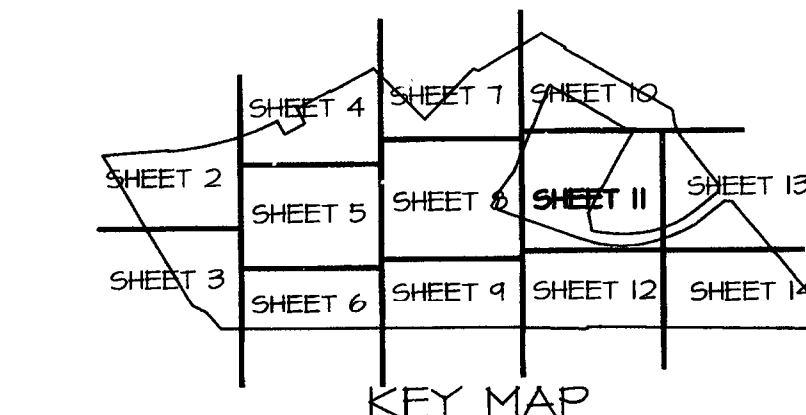 SHEET 4
SHEET 7
SHEET 10
SHEET 2
SHEET 5
SHEET 8
SHEET 11
SHEET 13
SHEET 3
SHEET 6
SHEET 9
SHEET 12
SHEET 14
KEY MAP